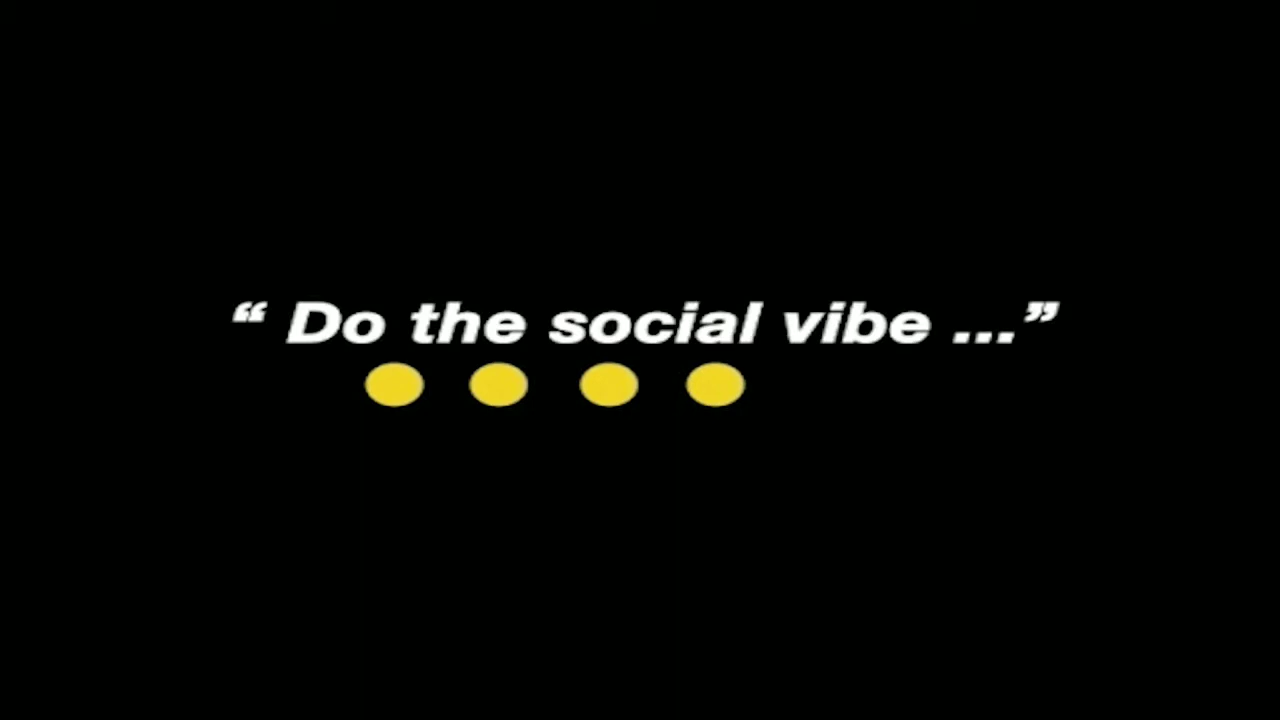 “ Do the social vibe ...”